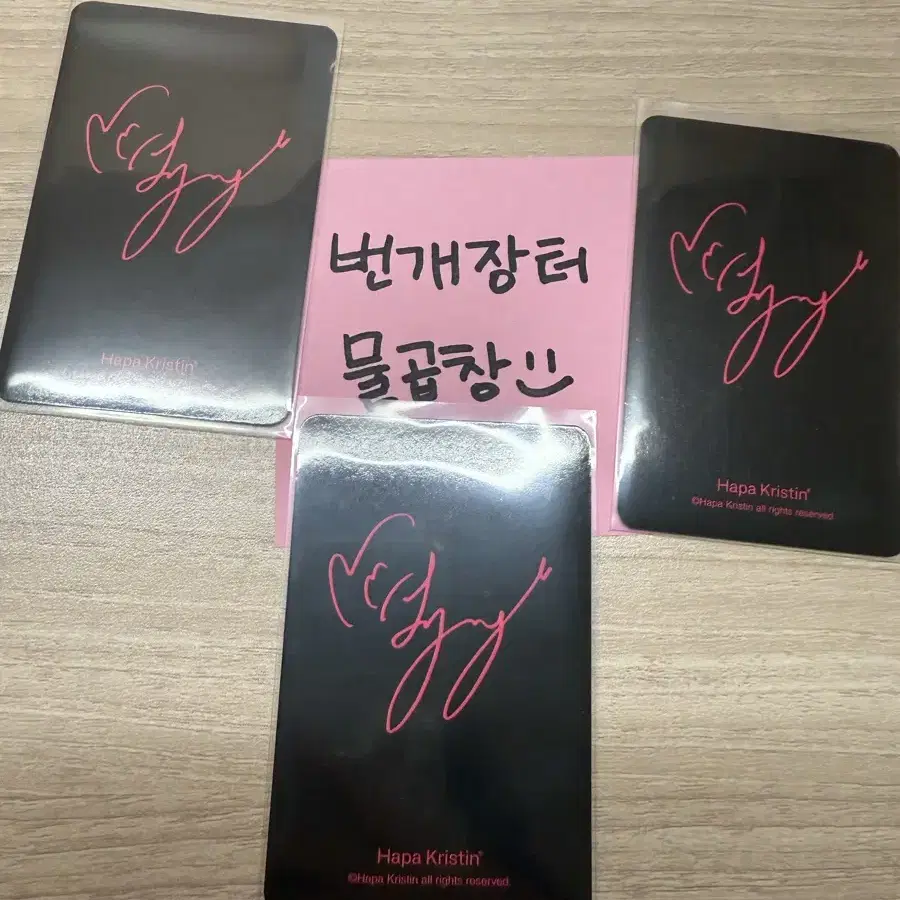 Hapa Kristin®
번개장터
물곱창
Hapa Kristin®
©Hapa Kristin all rights reserved
Hapa Kristin®
©Hapa Kristin all rights reserved.